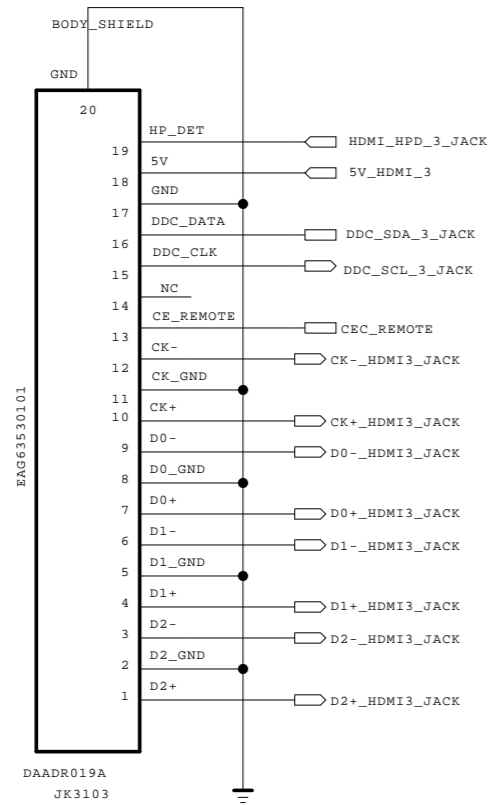 BODY_SHIELD
GND
20
HP_DET
19 HDMI_HPD_3_JACK
5V
18 5V_HDMI_3
GND
17
DDC_DATA
16 DDC_SDA_3_JACK
DDC_CLK
15 DDC_SCL_3_JACK
NC
14
CE_REMOTE
13 CEC_REMOTE
CK-
12 CK-_HDMI3_JACK
CK_GND
11
CK+
10 CK+_HDMI3_JACK
D0-
9 D0-_HDMI3_JACK
D0_GND
8
D0+
7 D0+_HDMI3_JACK
D1-
6 D1-_HDMI3_JACK
D1_GND
5
D1+
4 D1+_HDMI3_JACK
D2-
3 D2-_HDMI3_JACK
D2_GND
2
D2+
1 D2+_HDMI3_JACK
EAG63530101
DAADR019A
JK3103